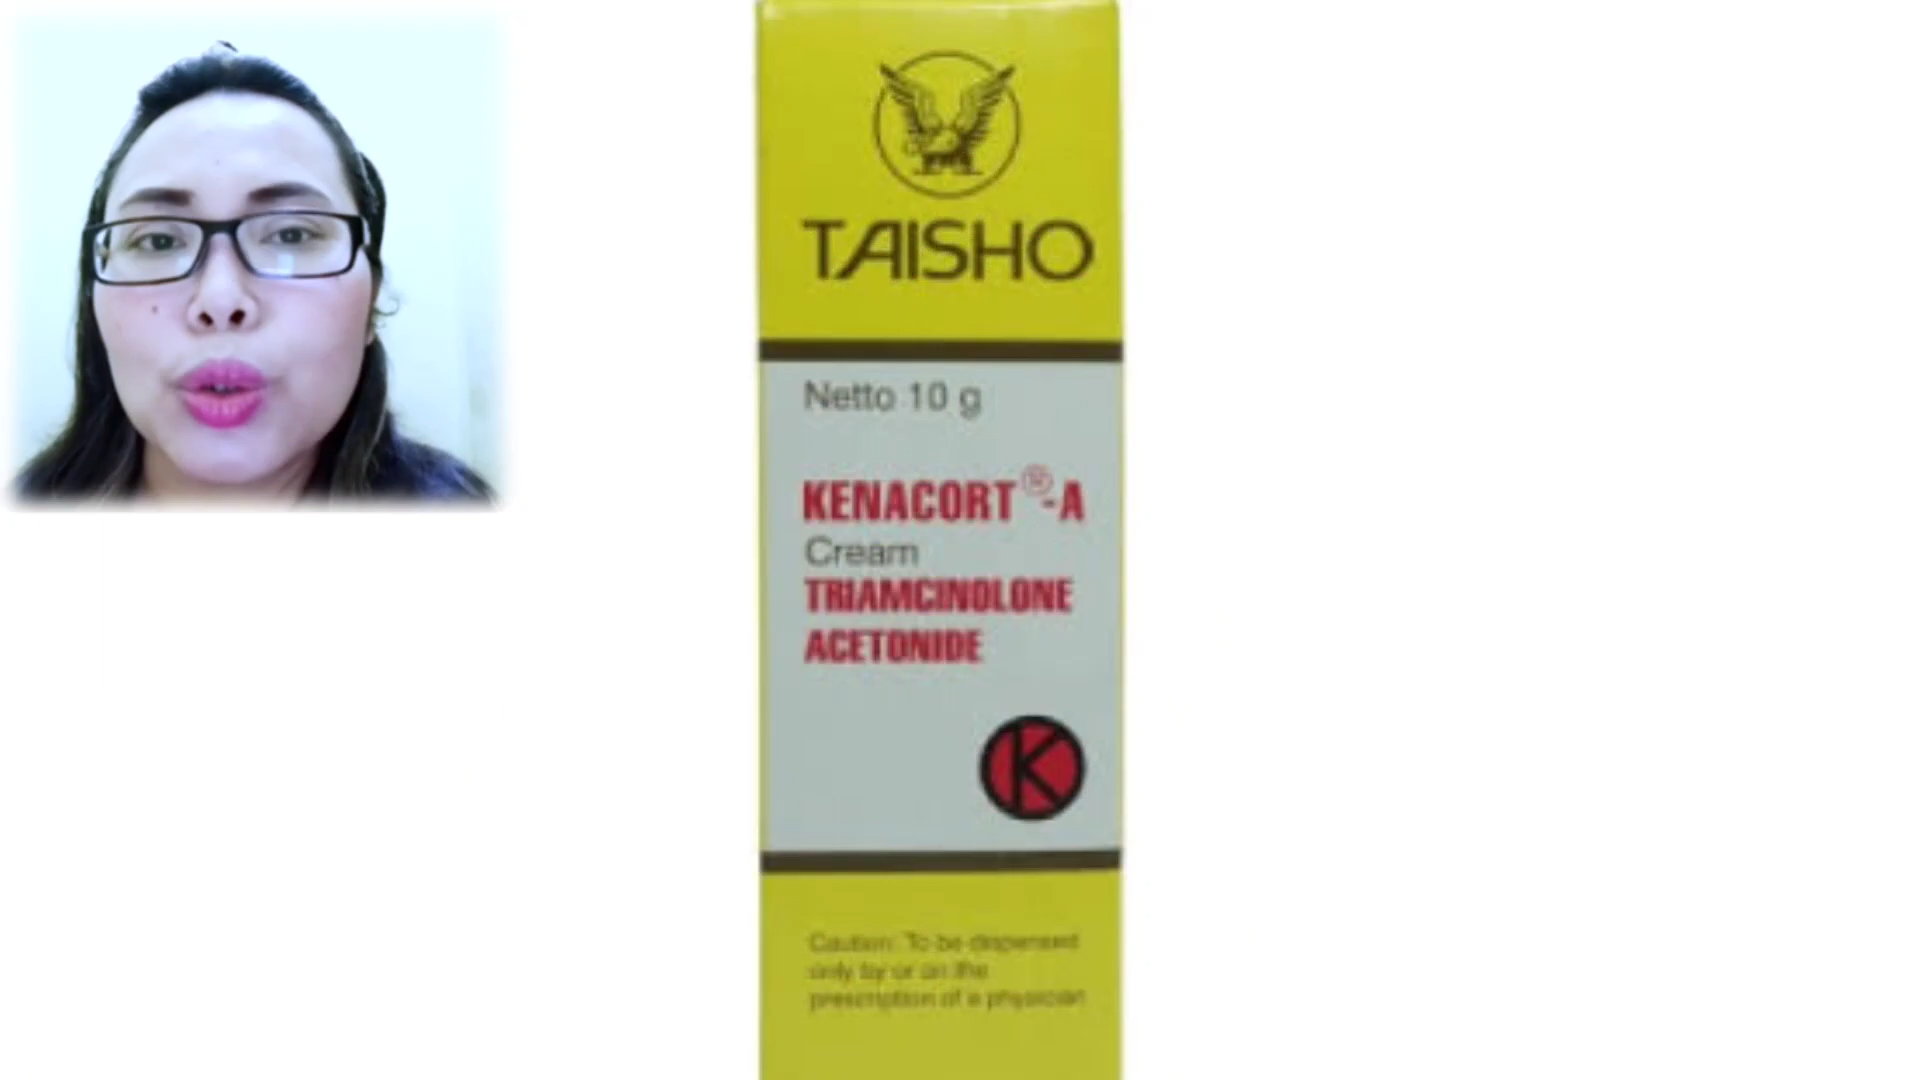 TAISHO
Netto 10 g
KENACORT®-A
Cream
TRIAMCINOLONE
ACETONIDE
K
Caution: To be dispensed
only by or on the
prescription of a physician